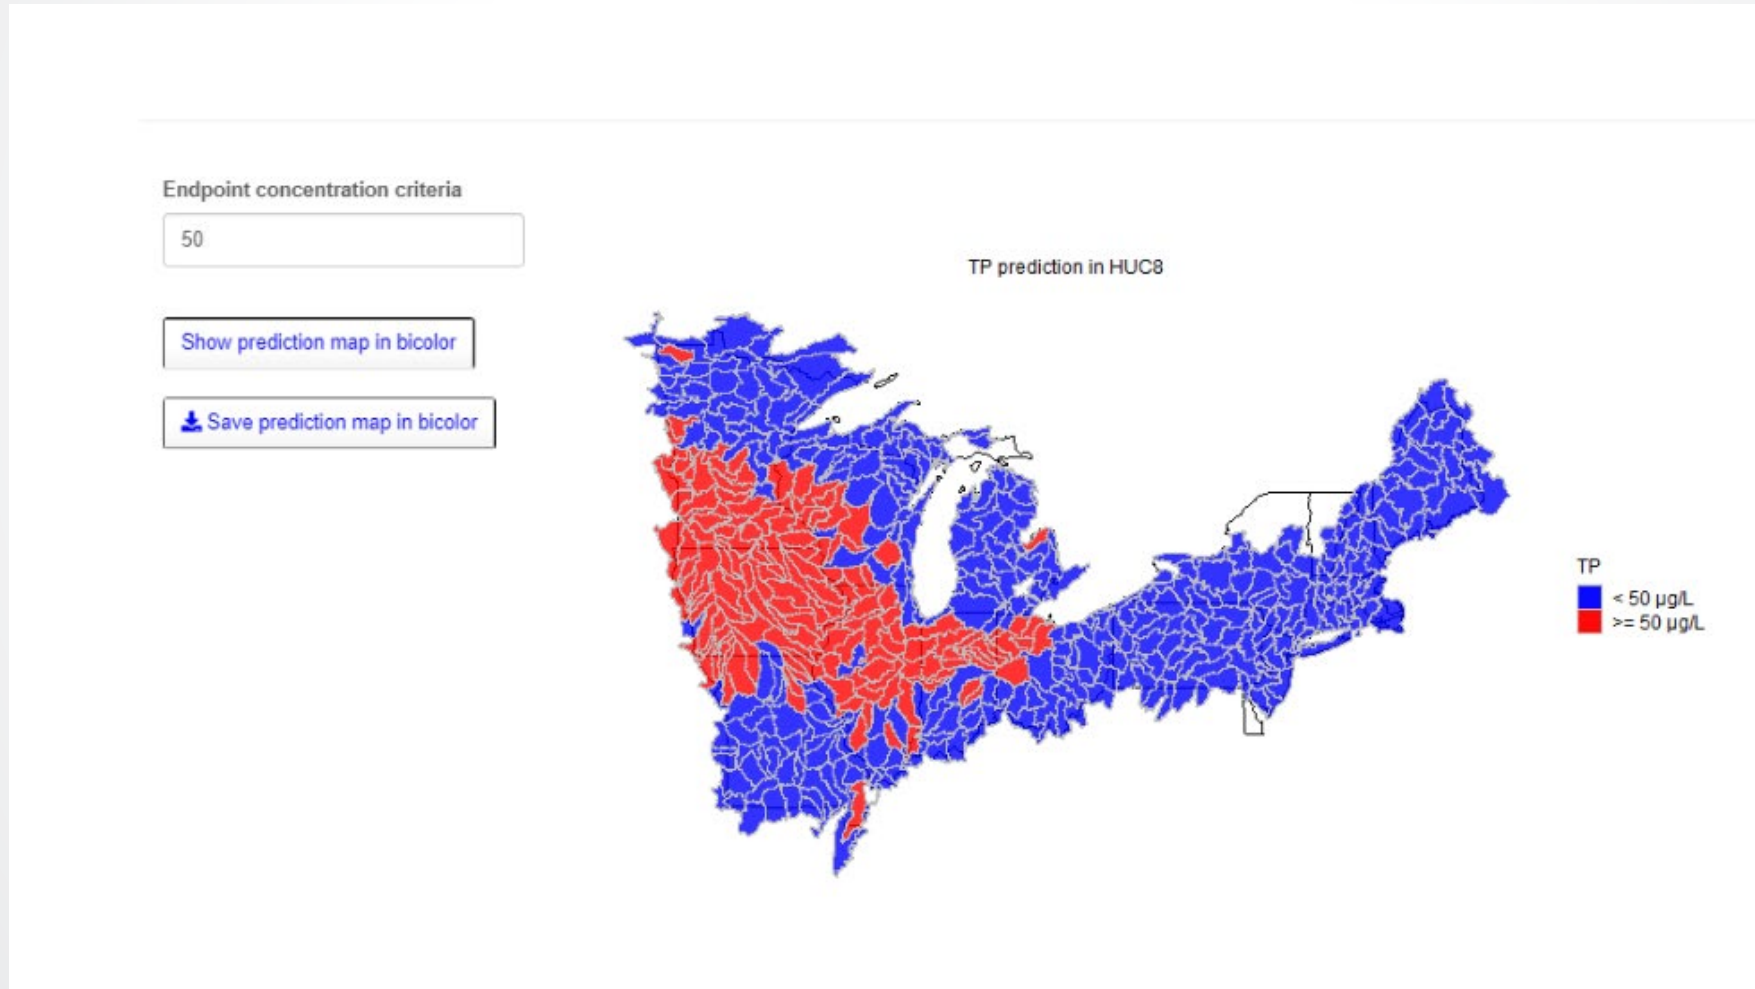 Endpoint concentration criteria
50
Show prediction map in bicolor
Save prediction map in bicolor
TP prediction in HUC8
TP
< 50 µg/L
>= 50 µg/L